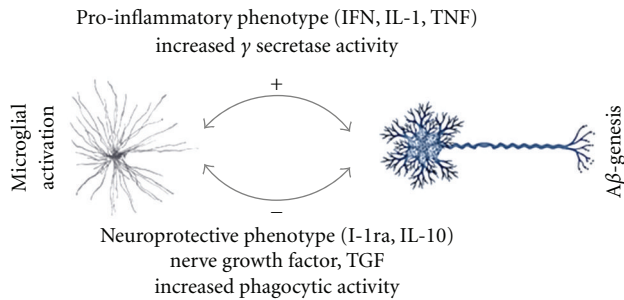 Pro-inflammatory phenotype (IFN, IL-1, TNF)
increased γ secretase activity
+
Microglial
activation
Aβ-genesis
−
Neuroprotective phenotype (I-1ra, IL-10)
nerve growth factor, TGF
increased phagocytic activity